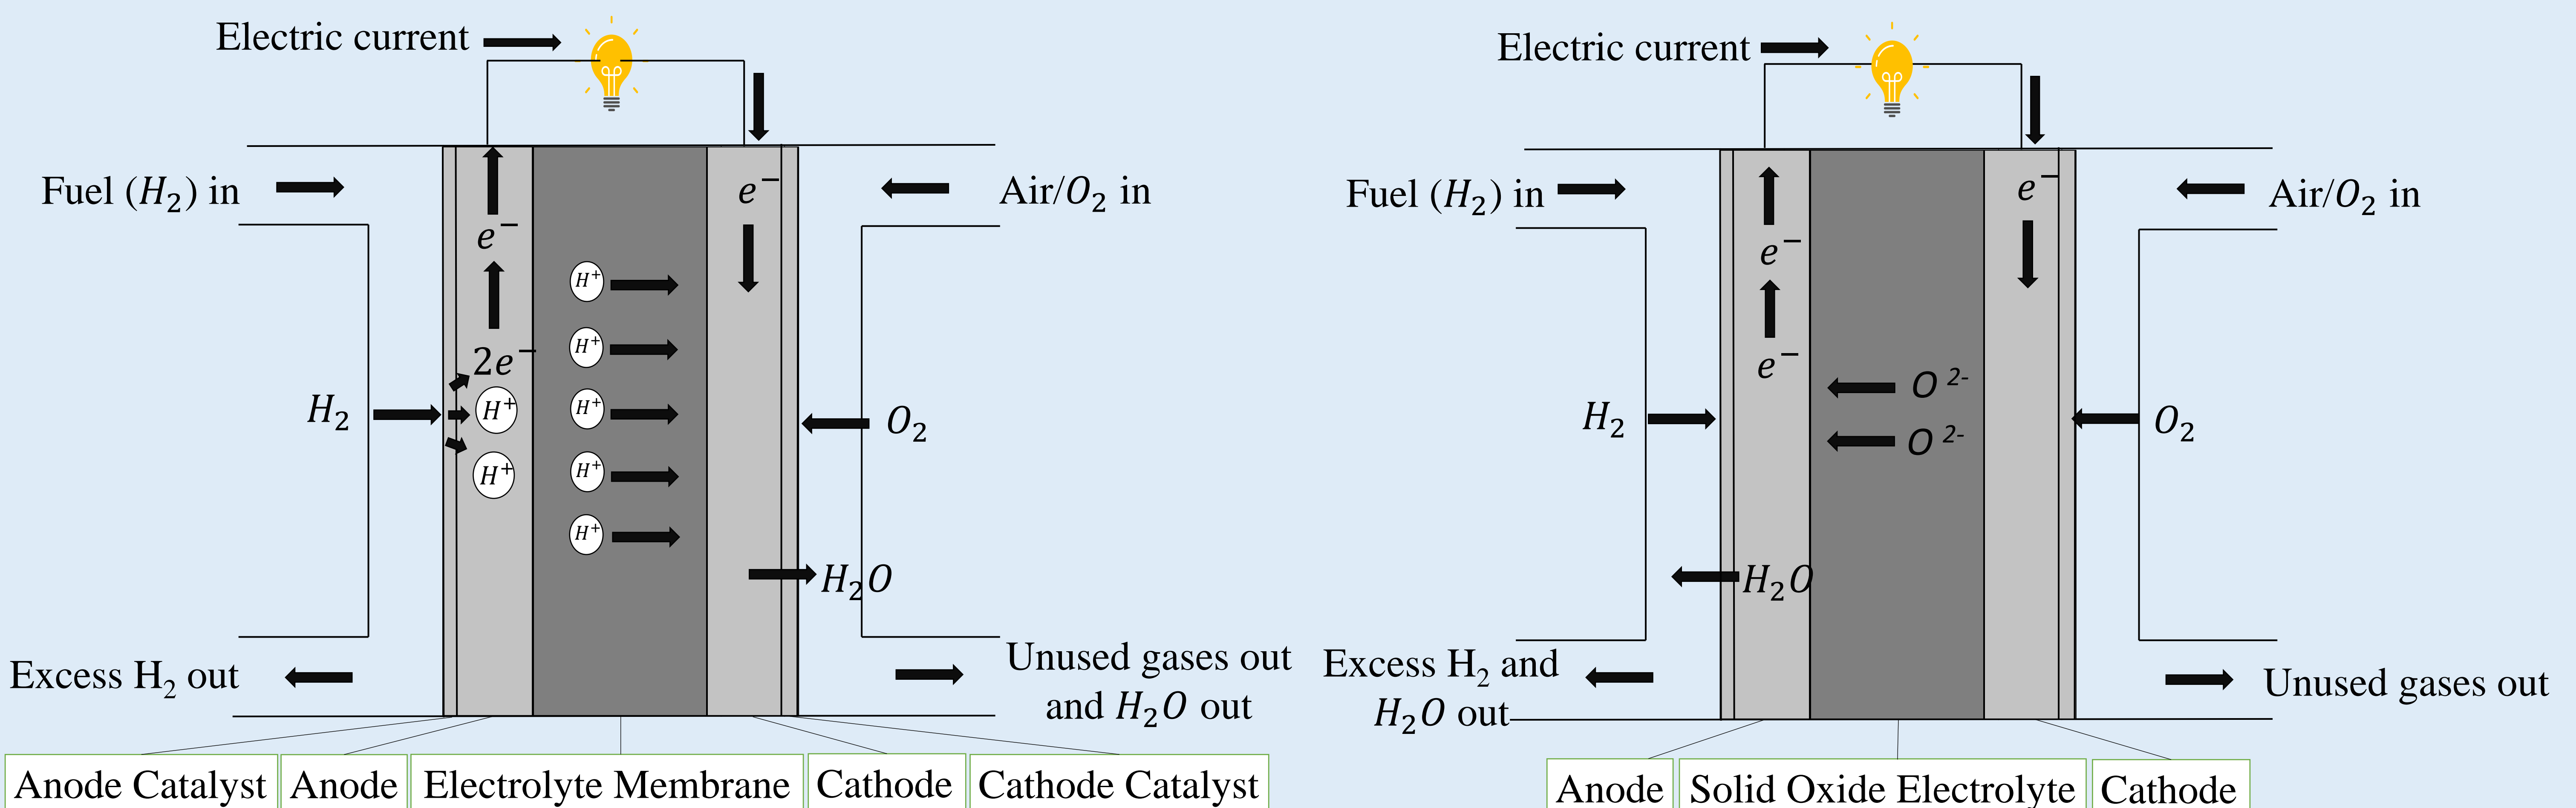 Electric current
Fuel (H₂) in
Air/O₂ in
e⁻
e⁻
2e⁻
H⁺
H⁺
H⁺
H⁺
H⁺
H⁺
H⁺
H₂
O₂
H₂O
Excess H₂ out
Unused gases out
and H₂O out
Anode Catalyst
Anode
Electrolyte Membrane
Cathode
Cathode Catalyst
Electric current
Fuel (H₂) in
Air/O₂ in
e⁻
e⁻
e⁻
O ²⁻
O ²⁻
H₂
O₂
H₂O
Excess H₂ and
H₂O out
Unused gases out
Anode
Solid Oxide Electrolyte
Cathode